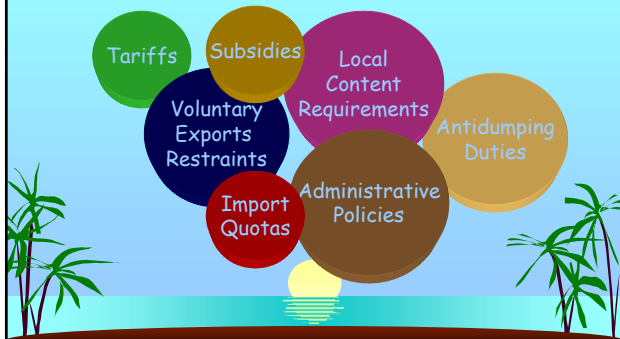 Tariffs
Subsidies
Local
Content
Requirements
Voluntary
Exports
Restraints
Antidumping
Duties
Import
Quotas
Administrative
Policies